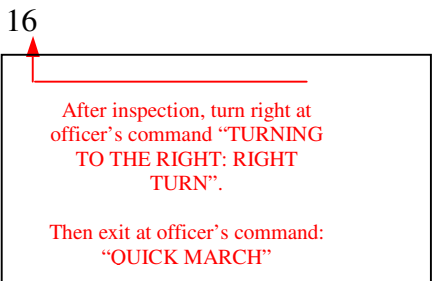 16
After inspection, turn right at
officer’s command “TURNING
TO THE RIGHT: RIGHT
TURN”.
Then exit at officer’s command:
“QUICK MARCH”